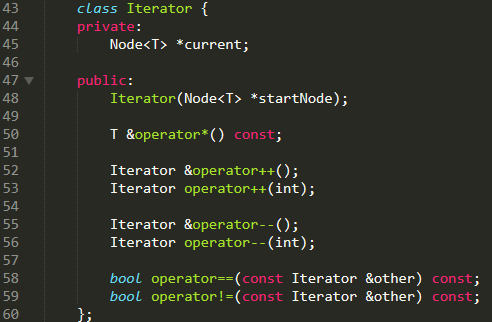 43 class Iterator {
44 private:
45 Node<T> *current;
46
47 public:
48 Iterator(Node<T> *startNode);
49
50 T &operator*() const;
51
52 Iterator &operator++();
53 Iterator operator++(int);
54
55 Iterator &operator--();
56 Iterator operator--(int);
57
58 bool operator==(const Iterator &other) const;
59 bool operator!=(const Iterator &other) const;
60 };